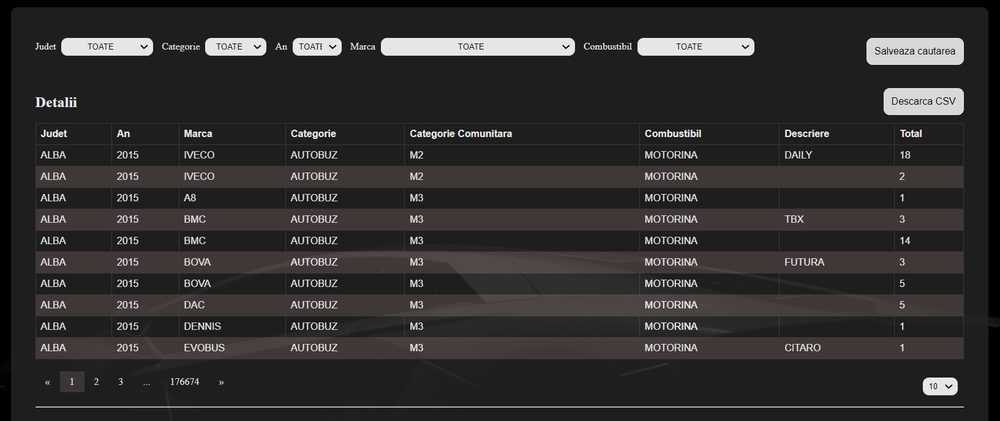 Judet TOATE Categorie TOATE An TOATE Marca TOATE Combustibil TOATE Salveaza cautarea
Detalii Descarca CSV
Judet An Marca Categorie Categorie Comunitara Combustibil Descriere Total
ALBA 2015 IVECO AUTOBUZ M2 MOTORINA DAILY 18
ALBA 2015 IVECO AUTOBUZ M2 MOTORINA 2
ALBA 2015 A8 AUTOBUZ M3 MOTORINA 1
ALBA 2015 BMC AUTOBUZ M3 MOTORINA TBX 3
ALBA 2015 BMC AUTOBUZ M3 MOTORINA 14
ALBA 2015 BOVA AUTOBUZ M3 MOTORINA FUTURA 3
ALBA 2015 BOVA AUTOBUZ M3 MOTORINA 5
ALBA 2015 DAC AUTOBUZ M3 MOTORINA 5
ALBA 2015 DENNIS AUTOBUZ M3 MOTORINA 1
ALBA 2015 EVOBUS AUTOBUZ M3 MOTORINA CITARO 1
« 1 2 3 ... 176674 » 10